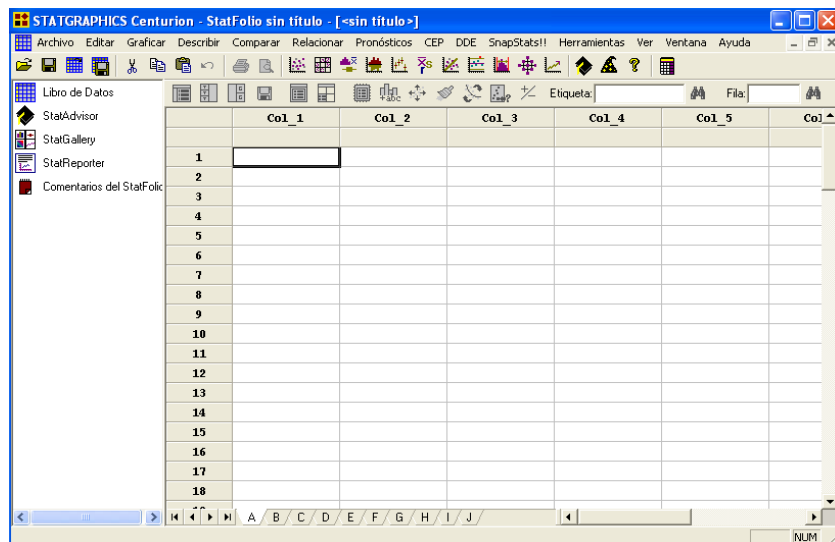 STATGRAPHICS Centurion - StatFolio sin título - [<sin título>]
Archivo Editar Graficar Describir Comparar Relacionar Pronósticos CEP DDE SnapStats!! Herramientas Ver Ventana Ayuda
Etiqueta: Fila:
Libro de Datos
StatAdvisor
StatGallery
StatReporter
Comentarios del StatFolio
Col_1 Col_2 Col_3 Col_4 Col_5 Col
1
2
3
4
5
6
7
8
9
10
11
12
13
14
15
16
17
18
A B C D E F G H I J
NUM